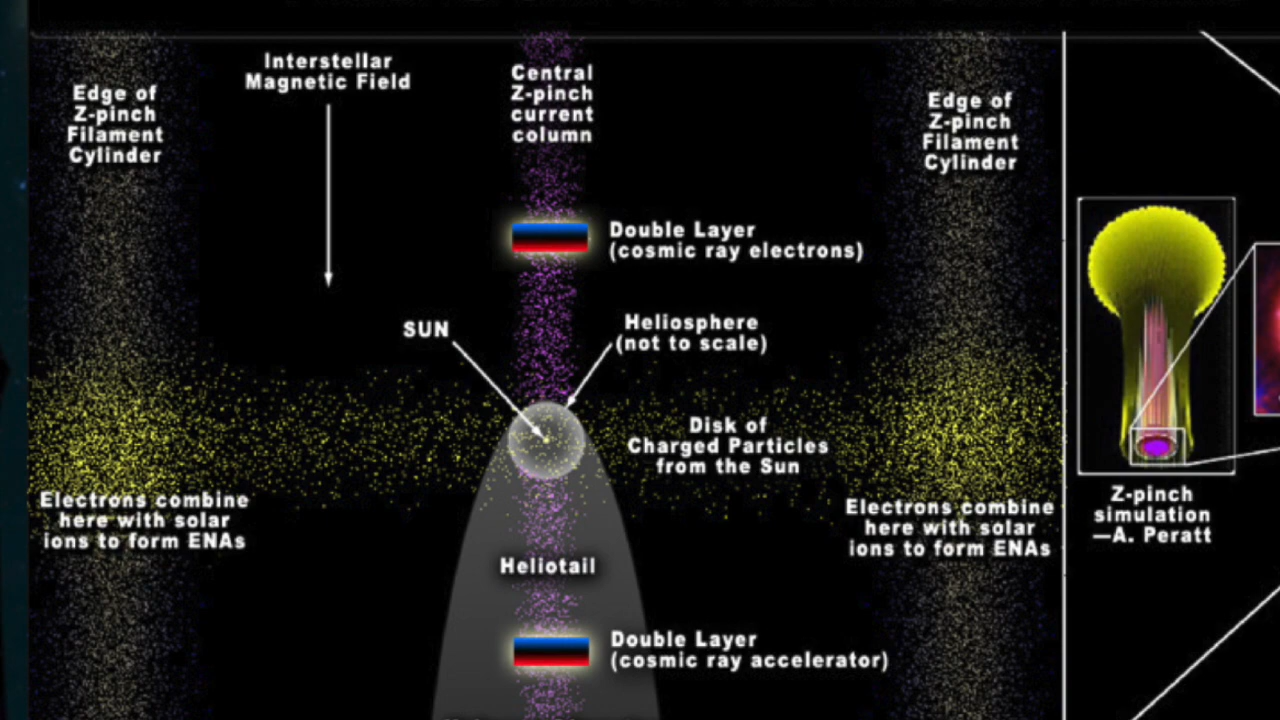 Interstellar
Magnetic Field
Central
Z-pinch
current
column
Edge of
Z-pinch
Filament
Cylinder
Edge of
Z-pinch
Filament
Cylinder
Double Layer
(cosmic ray electrons)
SUN
Heliosphere
(not to scale)
Disk of
Charged Particles
from the Sun
Electrons combine
here with solar
ions to form ENAs
Electrons combine
here with solar
ions to form ENAs
Z-pinch
simulation
—A. Peratt
Heliotail
Double Layer
(cosmic ray accelerator)